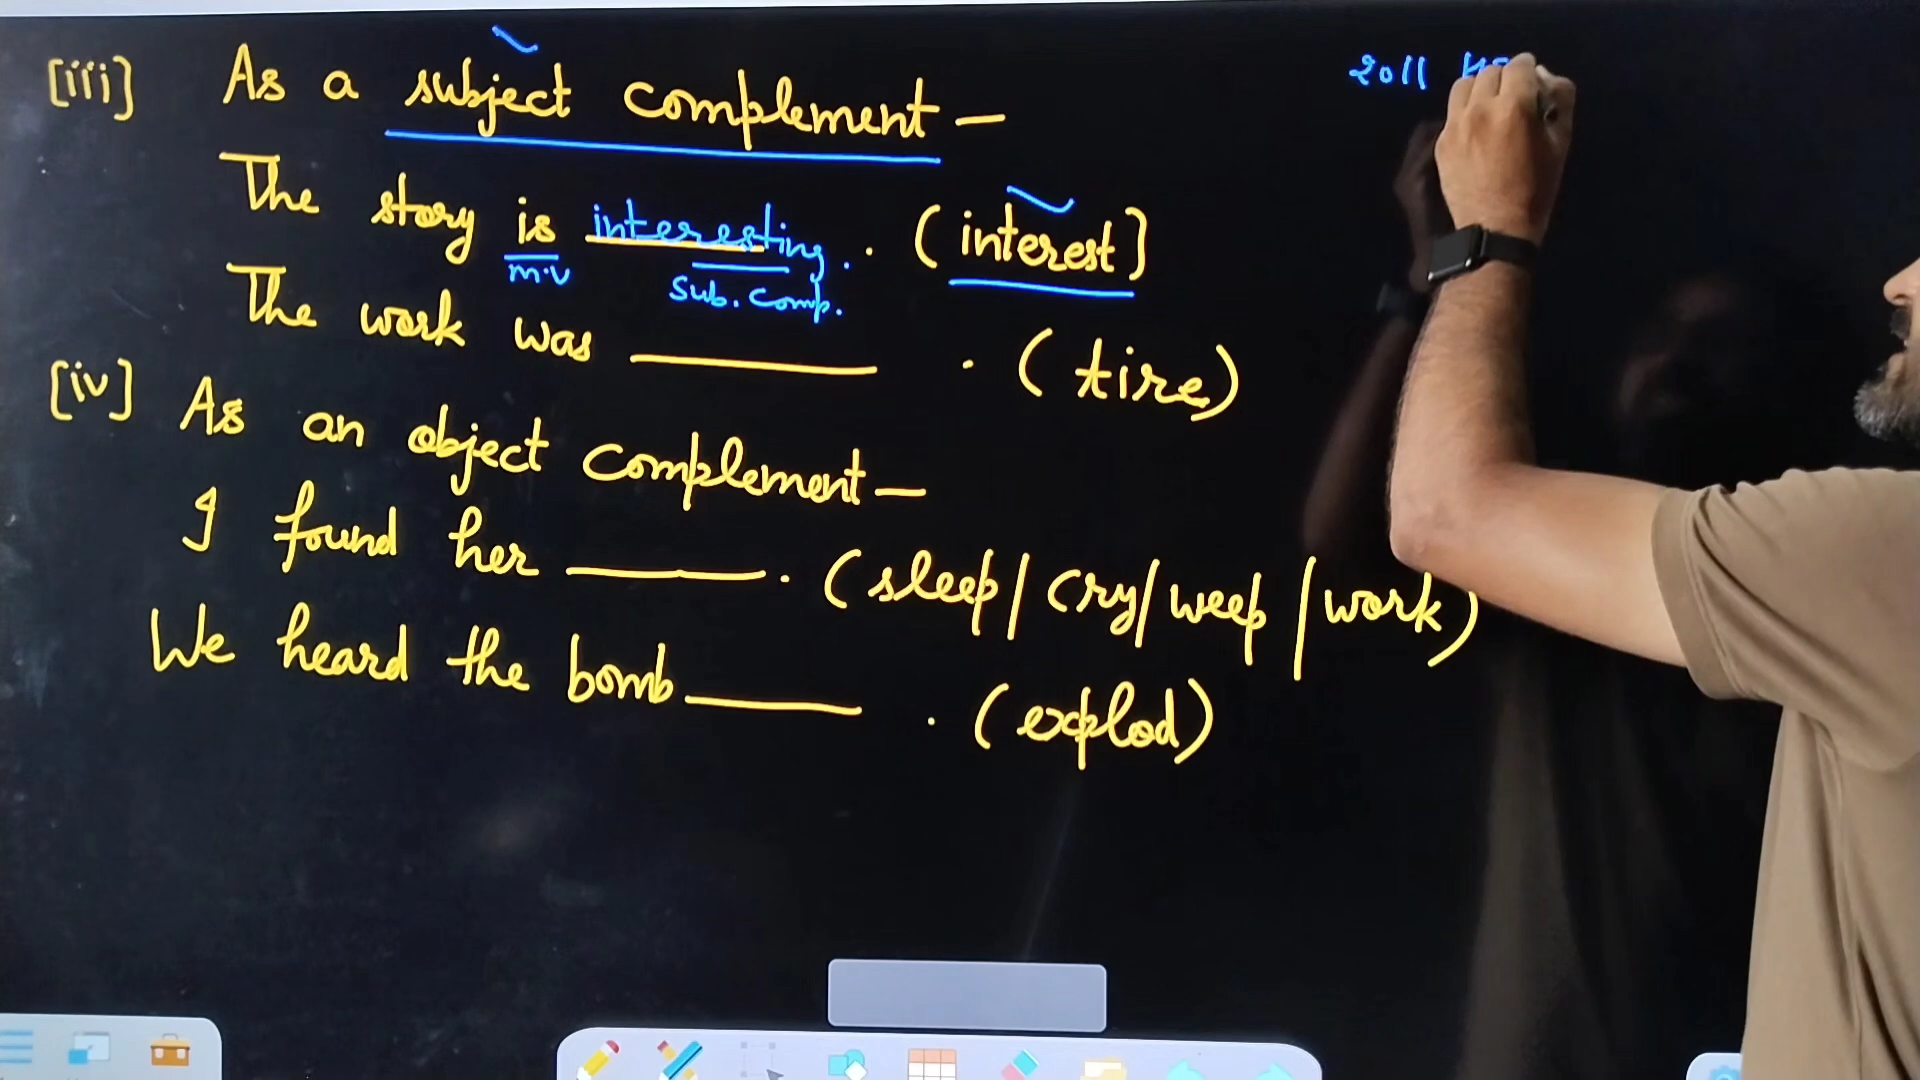 [iii] As a subject complement —
2011
The story is interesting. . (interest]
m.v sub. comp.
The work was ______ . (tire)
[iv] As an object complement —
I found her ______ . (sleep/ cry/ weep / work)
We heard the bomb ______ . (explod)